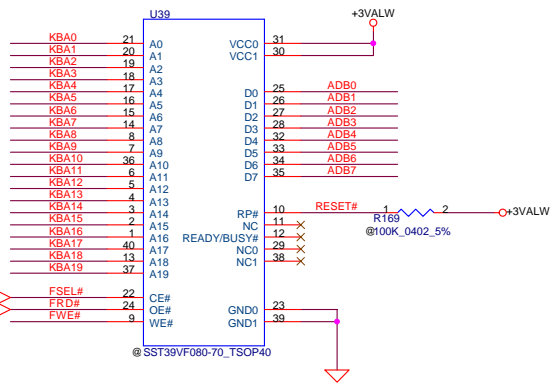 U39
+3VALW
KBA0 21 A0 VCC0 31
KBA1 20 A1 VCC1 30
KBA2 19 A2
KBA3 18 A3
KBA4 17 A4 D0 25 ADB0
KBA5 16 A5 D1 26 ADB1
KBA6 15 A6 D2 27 ADB2
KBA7 14 A7 D3 28 ADB3
KBA8 8 A8 D4 32 ADB4
KBA9 7 A9 D5 33 ADB5
KBA10 36 A10 D6 34 ADB6
KBA11 6 A11 D7 35 ADB7
KBA12 5 A12
KBA13 4 A13
KBA14 3 A14 RP# 10 RESET# 1 2 +3VALW
KBA15 2 A15 NC 11 R169
KBA16 1 A16 READY/BUSY# 12 @100K_0402_5%
KBA17 40 A17 NC0 29
KBA18 13 A18 NC1 38
KBA19 37 A19
FSEL# 22 CE# GND0 23
FRD# 24 OE# GND1 39
FWE# 9 WE#
@SST39VF080-70_TSOP40